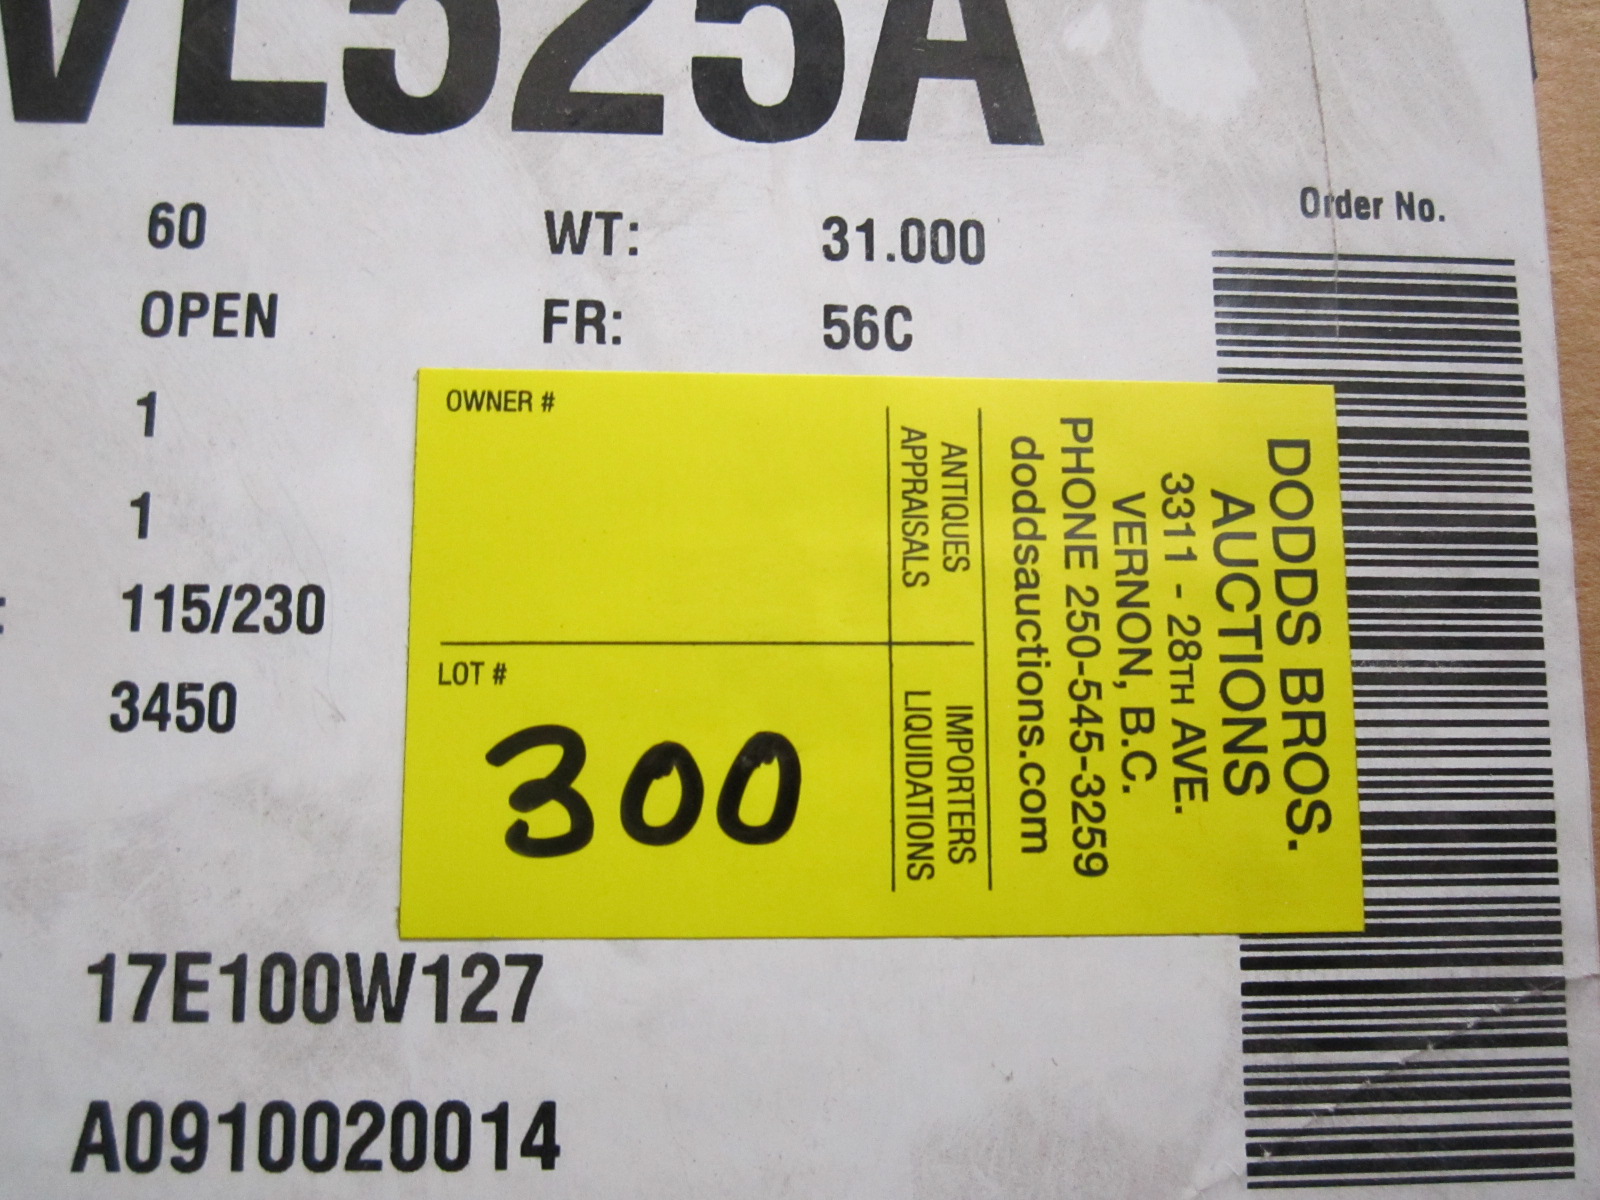 VL525A
Order No.
60 WT: 31.000
OPEN FR: 56C
1
1
115/230
3450
17E100W127
A0910020014
OWNER #
LOT #
300
DODDS BROS.
AUCTIONS
3311 - 28TH AVE.
VERNON, B.C.
PHONE 250-545-3259
doddsauctions.com
ANTIQUES IMPORTERS
APPRAISALS LIQUIDATIONS